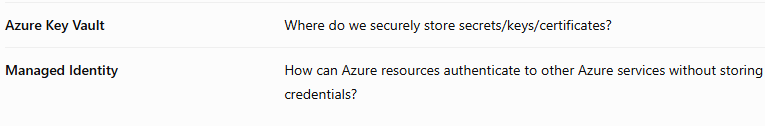 Azure Key Vault Where do we securely store secrets/keys/certificates?
Managed Identity How can Azure resources authenticate to other Azure services without storing
credentials?